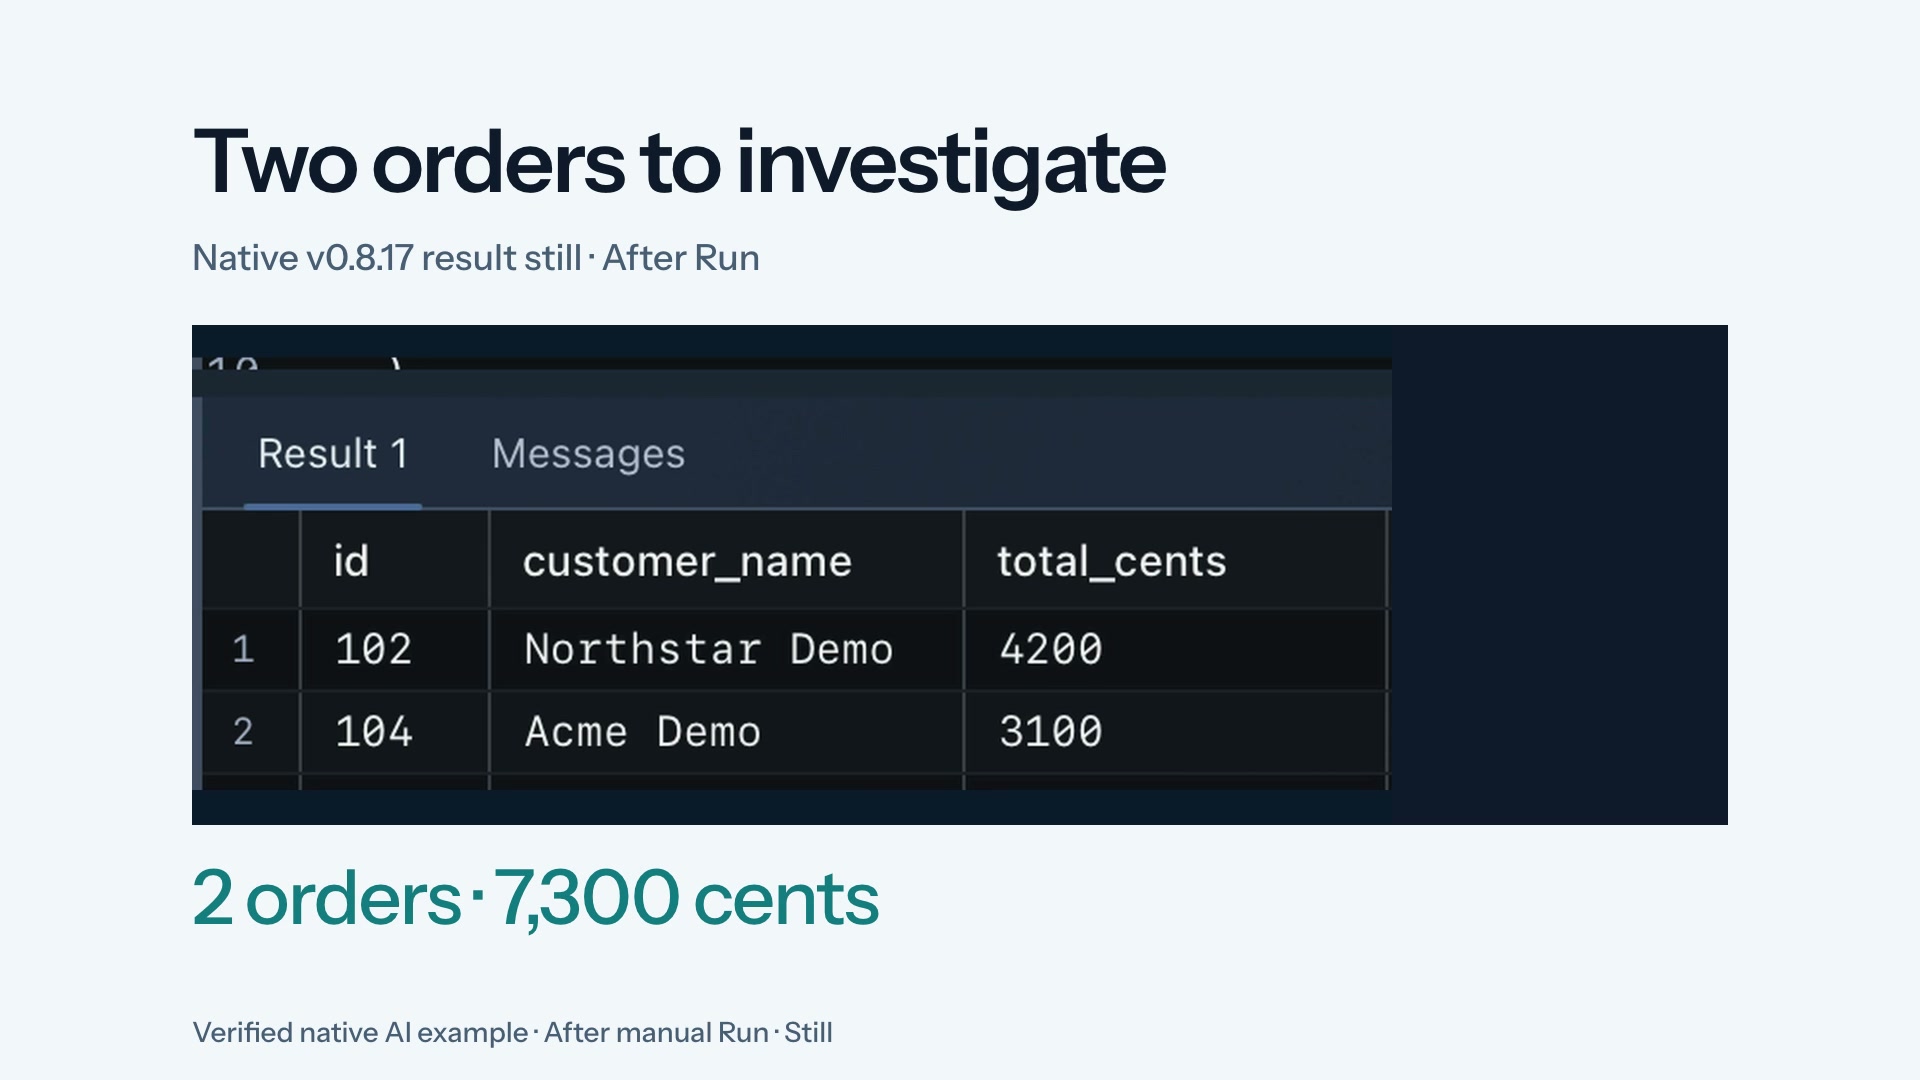 Two orders to investigate
Native v0.8.17 result still · After Run
Result 1 Messages
id customer_name total_cents
1 102 Northstar Demo 4200
2 104 Acme Demo 3100
2 orders · 7,300 cents
Verified native AI example · After manual Run · Still